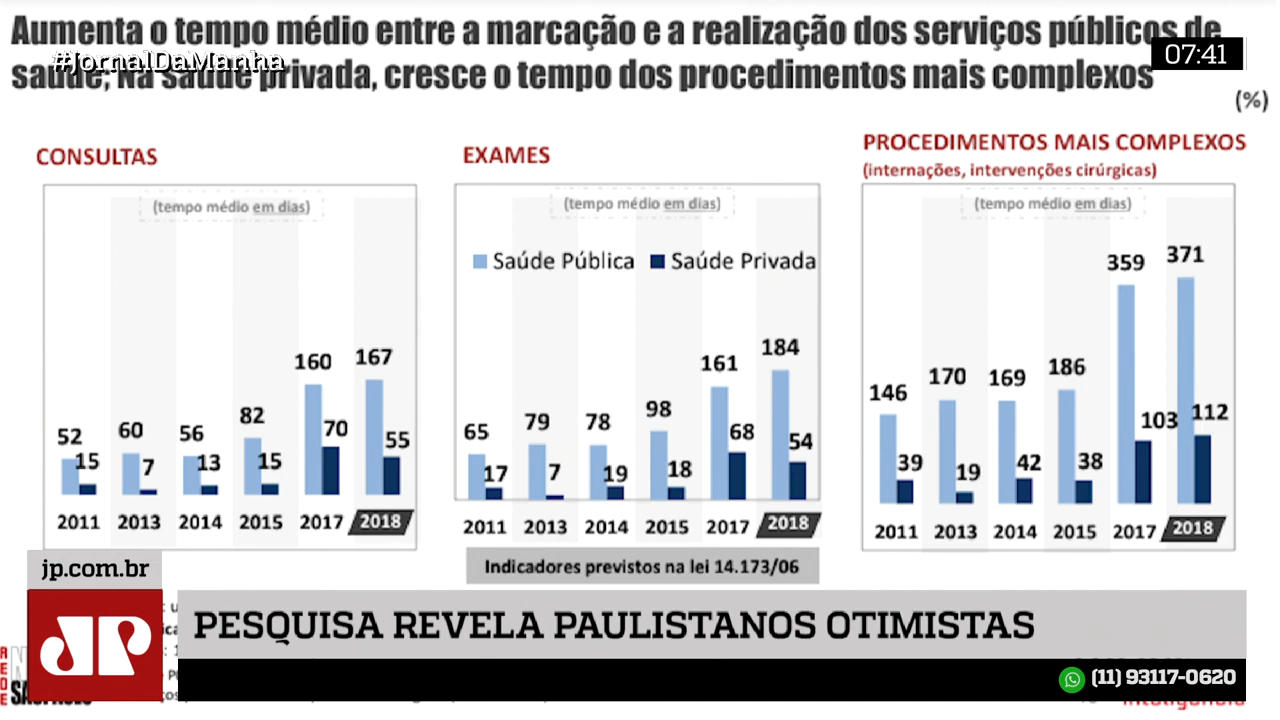 Aumenta o tempo médio entre a marcação e a realização dos serviços públicos de
saúde; Na saúde privada, cresce o tempo dos procedimentos mais complexos
#JornalDaManhã
07:41
(%)
CONSULTAS
(tempo médio em dias)
52 15 60 7 56 13 82 15 160 70 167 55
2011 2013 2014 2015 2017 2018
EXAMES
(tempo médio em dias)
Saúde Pública Saúde Privada
65 17 79 7 78 19 98 18 161 68 184 54
2011 2013 2014 2015 2017 2018
PROCEDIMENTOS MAIS COMPLEXOS
(internações, intervenções cirúrgicas)
(tempo médio em dias)
146 39 170 19 169 42 186 38 359 103 371 112
2011 2013 2014 2015 2017 2018
Indicadores previstos na lei 14.173/06
jp.com.br
JP
PESQUISA REVELA PAULISTANOS OTIMISTAS
(11) 93117-0620
REDE